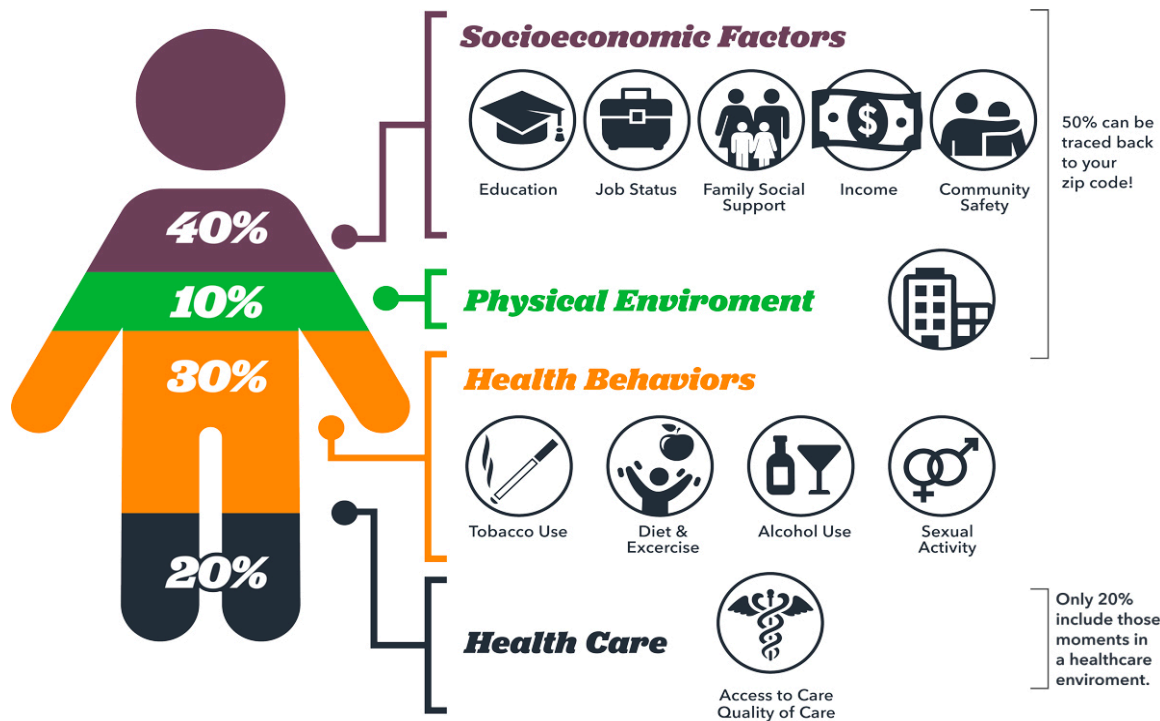 Socioeconomic Factors
Education
Job Status
Family Social
Support
Income
Community
Safety
50% can be
traced back
to your
zip code!
40%
10%
Physical Enviroment
30%
Health Behaviors
Tobacco Use
Diet &
Excercise
Alcohol Use
Sexual
Activity
20%
Health Care
Access to Care
Quality of Care
Only 20%
include those
moments in
a healthcare
enviroment.
$